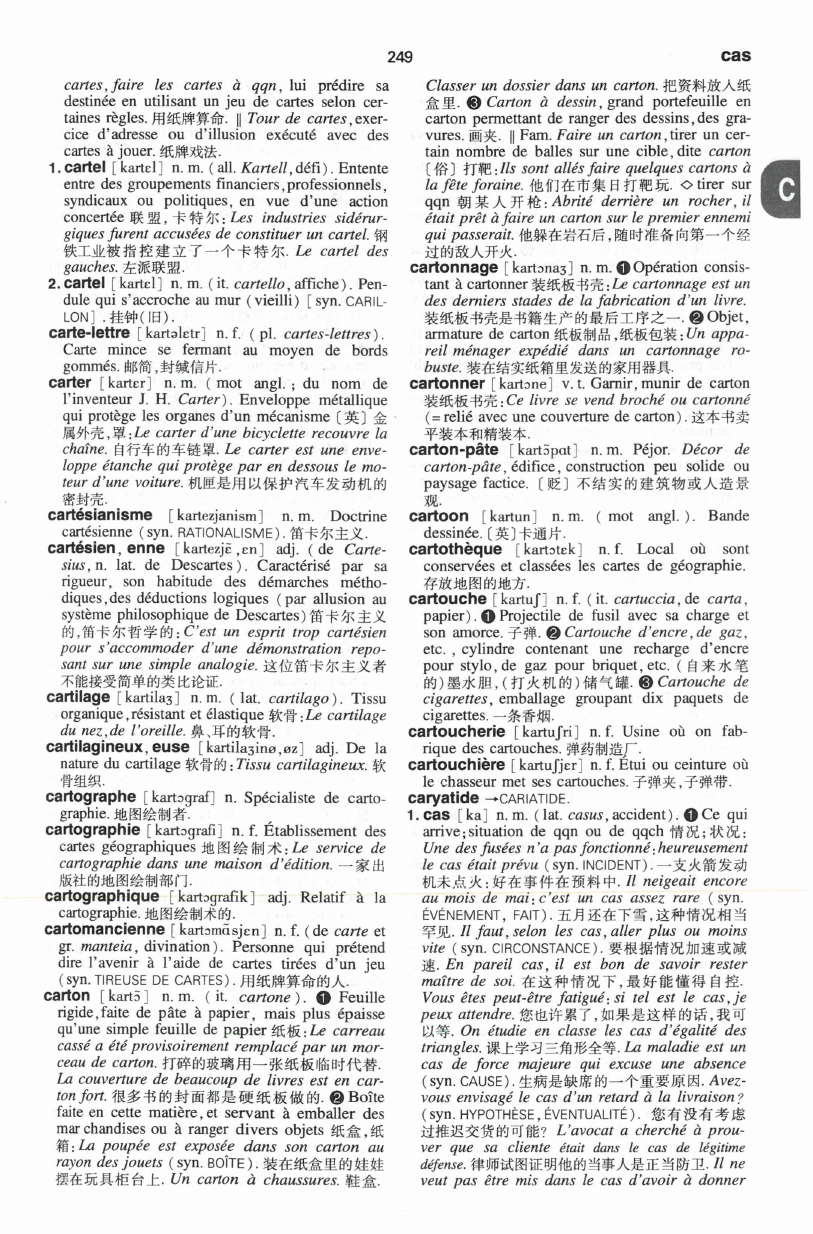 249
cas
cartes, faire les cartes à qqn, lui prédire sa
destinée en utilisant un jeu de cartes selon cer-
taines règles. 用纸牌算命. ‖ Tour de cartes, exer-
cice d'adresse ou d'illusion exécuté avec des
cartes à jouer. 纸牌戏法.
1. cartel [kartɛl] n. m. (all. Kartell, défi). Entente
entre des groupements financiers, professionnels,
syndicaux ou politiques, en vue d'une action
concertée 联盟, 卡特尔: Les industries sidérur-
giques furent accusées de constituer un cartel. 钢
铁工业被指控建立了一个卡特尔. Le cartel des
gauches. 左派联盟.
2. cartel [kartɛl] n. m. (it. cartello, affiche). Pen-
dule qui s'accroche au mur (vieilli) [syn. CARIL-
LON]. 挂钟(旧).
carte-lettre [kartəlɛtr] n. f. (pl. cartes-lettres).
Carte mince se fermant au moyen de bords
gommés. 邮简, 封缄信片.
carter [kartɛr] n. m. (mot angl.; du nom de
l'inventeur J. H. Carter). Enveloppe métallique
qui protège les organes d'un mécanisme〔英〕金
属外壳, 罩: Le carter d'une bicyclette recouvre la
chaîne. 自行车的车链罩. Le carter est une enve-
loppe étanche qui protège par en dessous le mo-
teur d'une voiture. 机匣是用以保护汽车发动机的
密封壳.
cartésianisme [kartezjanism] n. m. Doctrine
cartésienne (syn. RATIONALISME). 笛卡尔主义.
cartésien, enne [kartezjɛ̃, ɛn] adj. (de Carte-
sius, n. lat. de Descartes). Caractérisé par sa
rigueur, son habitude des démarches métho-
diques, des déductions logiques (par allusion au
système philosophique de Descartes) 笛卡尔主义
的, 笛卡尔哲学的: C'est un esprit trop cartésien
pour s'accommoder d'une démonstration repo-
sant sur une simple analogie. 这位笛卡尔主义者
不能接受简单的类比论证.
cartilage [kartilaʒ] n. m. (lat. cartilago). Tissu
organique, résistant et élastique 软骨: Le cartilage
du nez, de l'oreille. 鼻、耳的软骨.
cartilagineux, euse [kartilaʒinø, øz] adj. De la
nature du cartilage 软骨的: Tissu cartilagineux. 软
骨组织.
cartographe [kartɔgraf] n. Spécialiste de carto-
graphie. 地图绘制者.
cartographie [kartɔgrafi] n. f. Établissement des
cartes géographiques 地图绘制术: Le service de
cartographie dans une maison d'édition. 一家出
版社的地图绘制部门.
cartographique [kartɔgrafik] adj. Relatif à la
cartographie. 地图绘制术的.
cartomancienne [kartɔmɑ̃sjɛn] n. f. (de carte et
gr. manteia, divination). Personne qui prétend
dire l'avenir à l'aide de cartes tirées d'un jeu
(syn. TIREUSE DE CARTES). 用纸牌算命的人.
carton [kartɔ̃] n. m. (it. cartone). ❶ Feuille
rigide, faite de pâte à papier, mais plus épaisse
qu'une simple feuille de papier 纸板: Le carreau
cassé a été provisoirement remplacé par un mor-
ceau de carton. 打碎的玻璃用一张纸板临时代替.
La couverture de beaucoup de livres est en car-
ton fort. 很多书的封面都是硬纸板做的. ❷ Boîte
faite en cette matière, et servant à emballer des
marchandises ou à ranger divers objets 纸盒, 纸
箱: La poupée est exposée dans son carton au
rayon des jouets (syn. BOÎTE). 装在纸盒里的娃娃
摆在玩具柜台上. Un carton à chaussures. 鞋盒.
Classer un dossier dans un carton. 把资料放入纸
盒里. ❸ Carton à dessin, grand portefeuille en
carton permettant de ranger des dessins, des gra-
vures. 画夹. ‖ Fam. Faire un carton, tirer un cer-
tain nombre de balles sur une cible, dite carton
〔俗〕打靶: Ils sont allés faire quelques cartons à
la fête foraine. 他们在市集日打靶玩. ◇ tirer sur
qqn 朝某人开枪: Abrité derrière un rocher, il
était prêt à faire un carton sur le premier ennemi
qui passerait. 他躲在岩石后, 随时准备向第一个经
过的敌人开火.
C
cartonnage [kartɔnaʒ] n. m. ❶ Opération consis-
tant à cartonner 装纸板书壳: Le cartonnage est un
des derniers stades de la fabrication d'un livre.
装纸板书壳是书籍生产的最后工序之一. ❷ Objet,
armature de carton 纸板制品, 纸板包装: Un appa-
reil ménager expédié dans un cartonnage ro-
buste. 装在结实纸箱里发送的家用器具.
cartonner [kartɔne] v. t. Garnir, munir de carton
装纸板书壳: Ce livre se vend broché ou cartonné
(= relié avec une couverture de carton). 这本书卖
平装本和精装本.
carton-pâte [kartɔ̃pɑt] n. m. Péjor. Décor de
carton-pâte, édifice, construction peu solide ou
paysage factice.〔贬〕不结实的建筑物或人造景
观.
cartoon [kartun] n. m. (mot angl.). Bande
dessinée.〔英〕卡通片.
cartothèque [kartɔtɛk] n. f. Local où sont
conservées et classées les cartes de géographie.
存放地图的地方.
cartouche [kartuʃ] n. f. (it. cartuccia, de carta,
papier). ❶ Projectile de fusil avec sa charge et
son amorce. 子弹. ❷ Cartouche d'encre, de gaz,
etc., cylindre contenant une recharge d'encre
pour stylo, de gaz pour briquet, etc. (自来水笔
的)墨水胆, (打火机的)储气罐. ❸ Cartouche de
cigarettes, emballage groupant dix paquets de
cigarettes. 一条香烟.
cartoucherie [kartuʃri] n. f. Usine où on fab-
rique des cartouches. 弹药制造厂.
cartouchière [kartuʃjɛr] n. f. Étui ou ceinture où
le chasseur met ses cartouches. 子弹夹, 子弹带.
caryatide →CARIATIDE.
1. cas [ka] n. m. (lat. casus, accident). ❶ Ce qui
arrive; situation de qqn ou de qqch 情况; 状况:
Une des fusées n'a pas fonctionné: heureusement
le cas était prévu (syn. INCIDENT). 一支火箭发动
机未点火: 好在事件在预料中. Il neigeait encore
au mois de mai: c'est un cas assez rare (syn.
ÉVÉNEMENT, FAIT). 五月还在下雪, 这种情况相当
罕见. Il faut, selon les cas, aller plus ou moins
vite (syn. CIRCONSTANCE). 要根据情况加速或减
速. En pareil cas, il est bon de savoir rester
maître de soi. 在这种情况下, 最好能懂得自控.
Vous êtes peut-être fatigué: si tel est le cas, je
peux attendre. 您也许累了, 如果是这样的话, 我可
以等. On étudie en classe les cas d'égalité des
triangles. 课上学习三角形全等. La maladie est un
cas de force majeure qui excuse une absence
(syn. CAUSE). 生病是缺席的一个重要原因. Avez-
vous envisagé le cas d'un retard à la livraison?
(syn. HYPOTHÈSE, ÉVENTUALITÉ). 您有没有考虑
过推迟交货的可能? L'avocat a cherché à prou-
ver que sa cliente était dans le cas de légitime
défense. 律师试图证明他的当事人是正当防卫. Il ne
veut pas être mis dans le cas d'avoir à donner